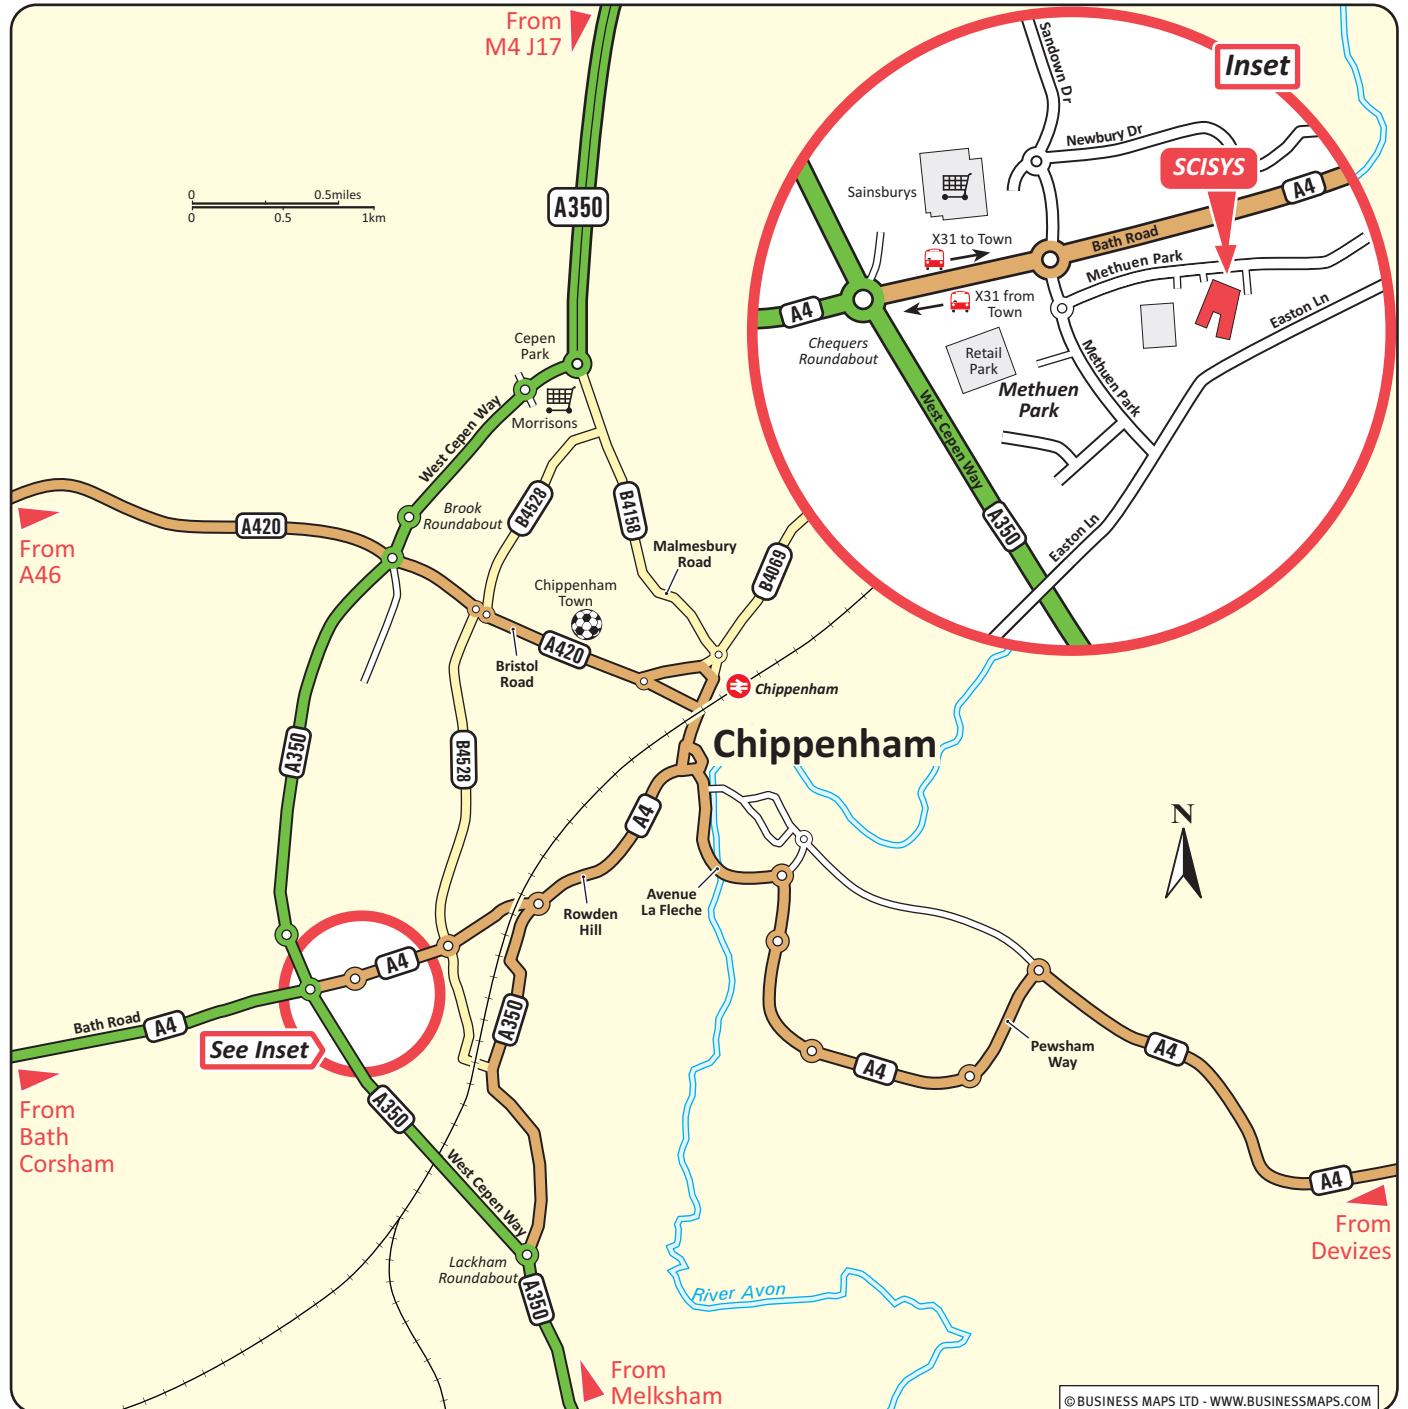 From
M4 J17
Inset
Sandown Dr
Newbury Dr
SCISYS
Sainsburys
A4
X31 to Town
Bath Road
Methuen Park
X31 from
Town
A4
Easton Ln
Chequers
Roundabout
Retail
Park
Methuen Park
Methuen
Park
West Cepen Way
A350
Easton Ln
0
0.5miles
0
0.5
1km
A350
Cepen
Park
Morrisons
West Cepen Way
Brook
Roundabout
B4528
B4158
A420
From
A46
Malmesbury
Road
B4069
Chippenham
Town
A420
Bristol
Road
Chippenham
Chippenham
A350
B4528
A4
N
Avenue
La Fleche
Rowden
Hill
A4
Bath Road
A4
A350
See Inset
Pewsham
Way
A4
A4
From
Bath
Corsham
A350
West Cepen Way
A4
From
Devizes
Lackham
Roundabout
A350
River Avon
From
Melksham
© BUSINESS MAPS LTD - WWW.BUSINESSMAPS.COM